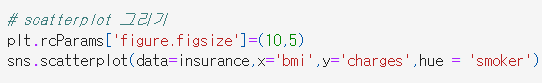 # scatterplot 그리기
plt.rcParams['figure.figsize']=(10,5)
sns.scatterplot(data=insurance,x='bmi',y='charges',hue = 'smoker')